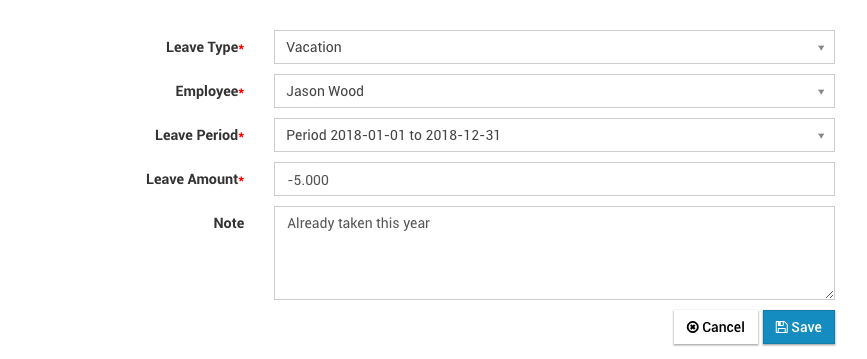 Leave Type* Vacation
Employee* Jason Wood
Leave Period* Period 2018-01-01 to 2018-12-31
Leave Amount* -5.000
Note Already taken this year
Cancel Save